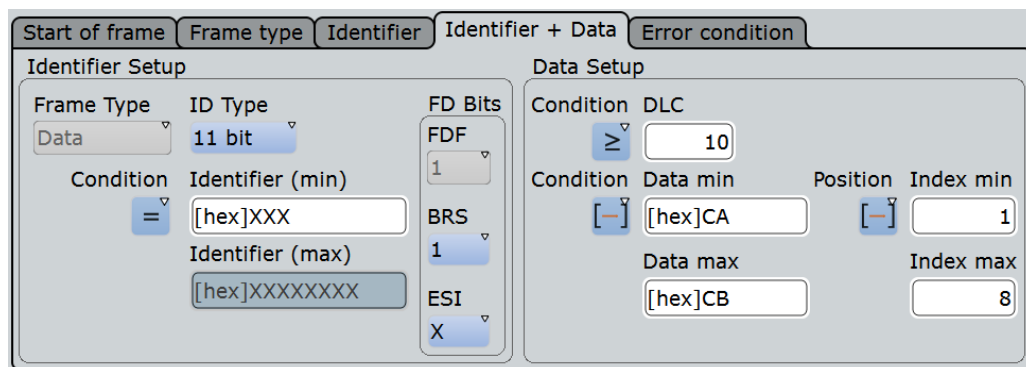 Start of frame Frame type Identifier Identifier + Data Error condition
Identifier Setup
Frame Type ID Type
Data 11 bit
Condition Identifier (min)
= [hex]XXX
Identifier (max)
[hex]XXXXXXXX
FD Bits
FDF
1
BRS
1
ESI
X
Data Setup
Condition DLC
≥ 10
Condition Data min Position Index min
[–] [hex]CA [–] 1
Data max Index max
[hex]CB 8